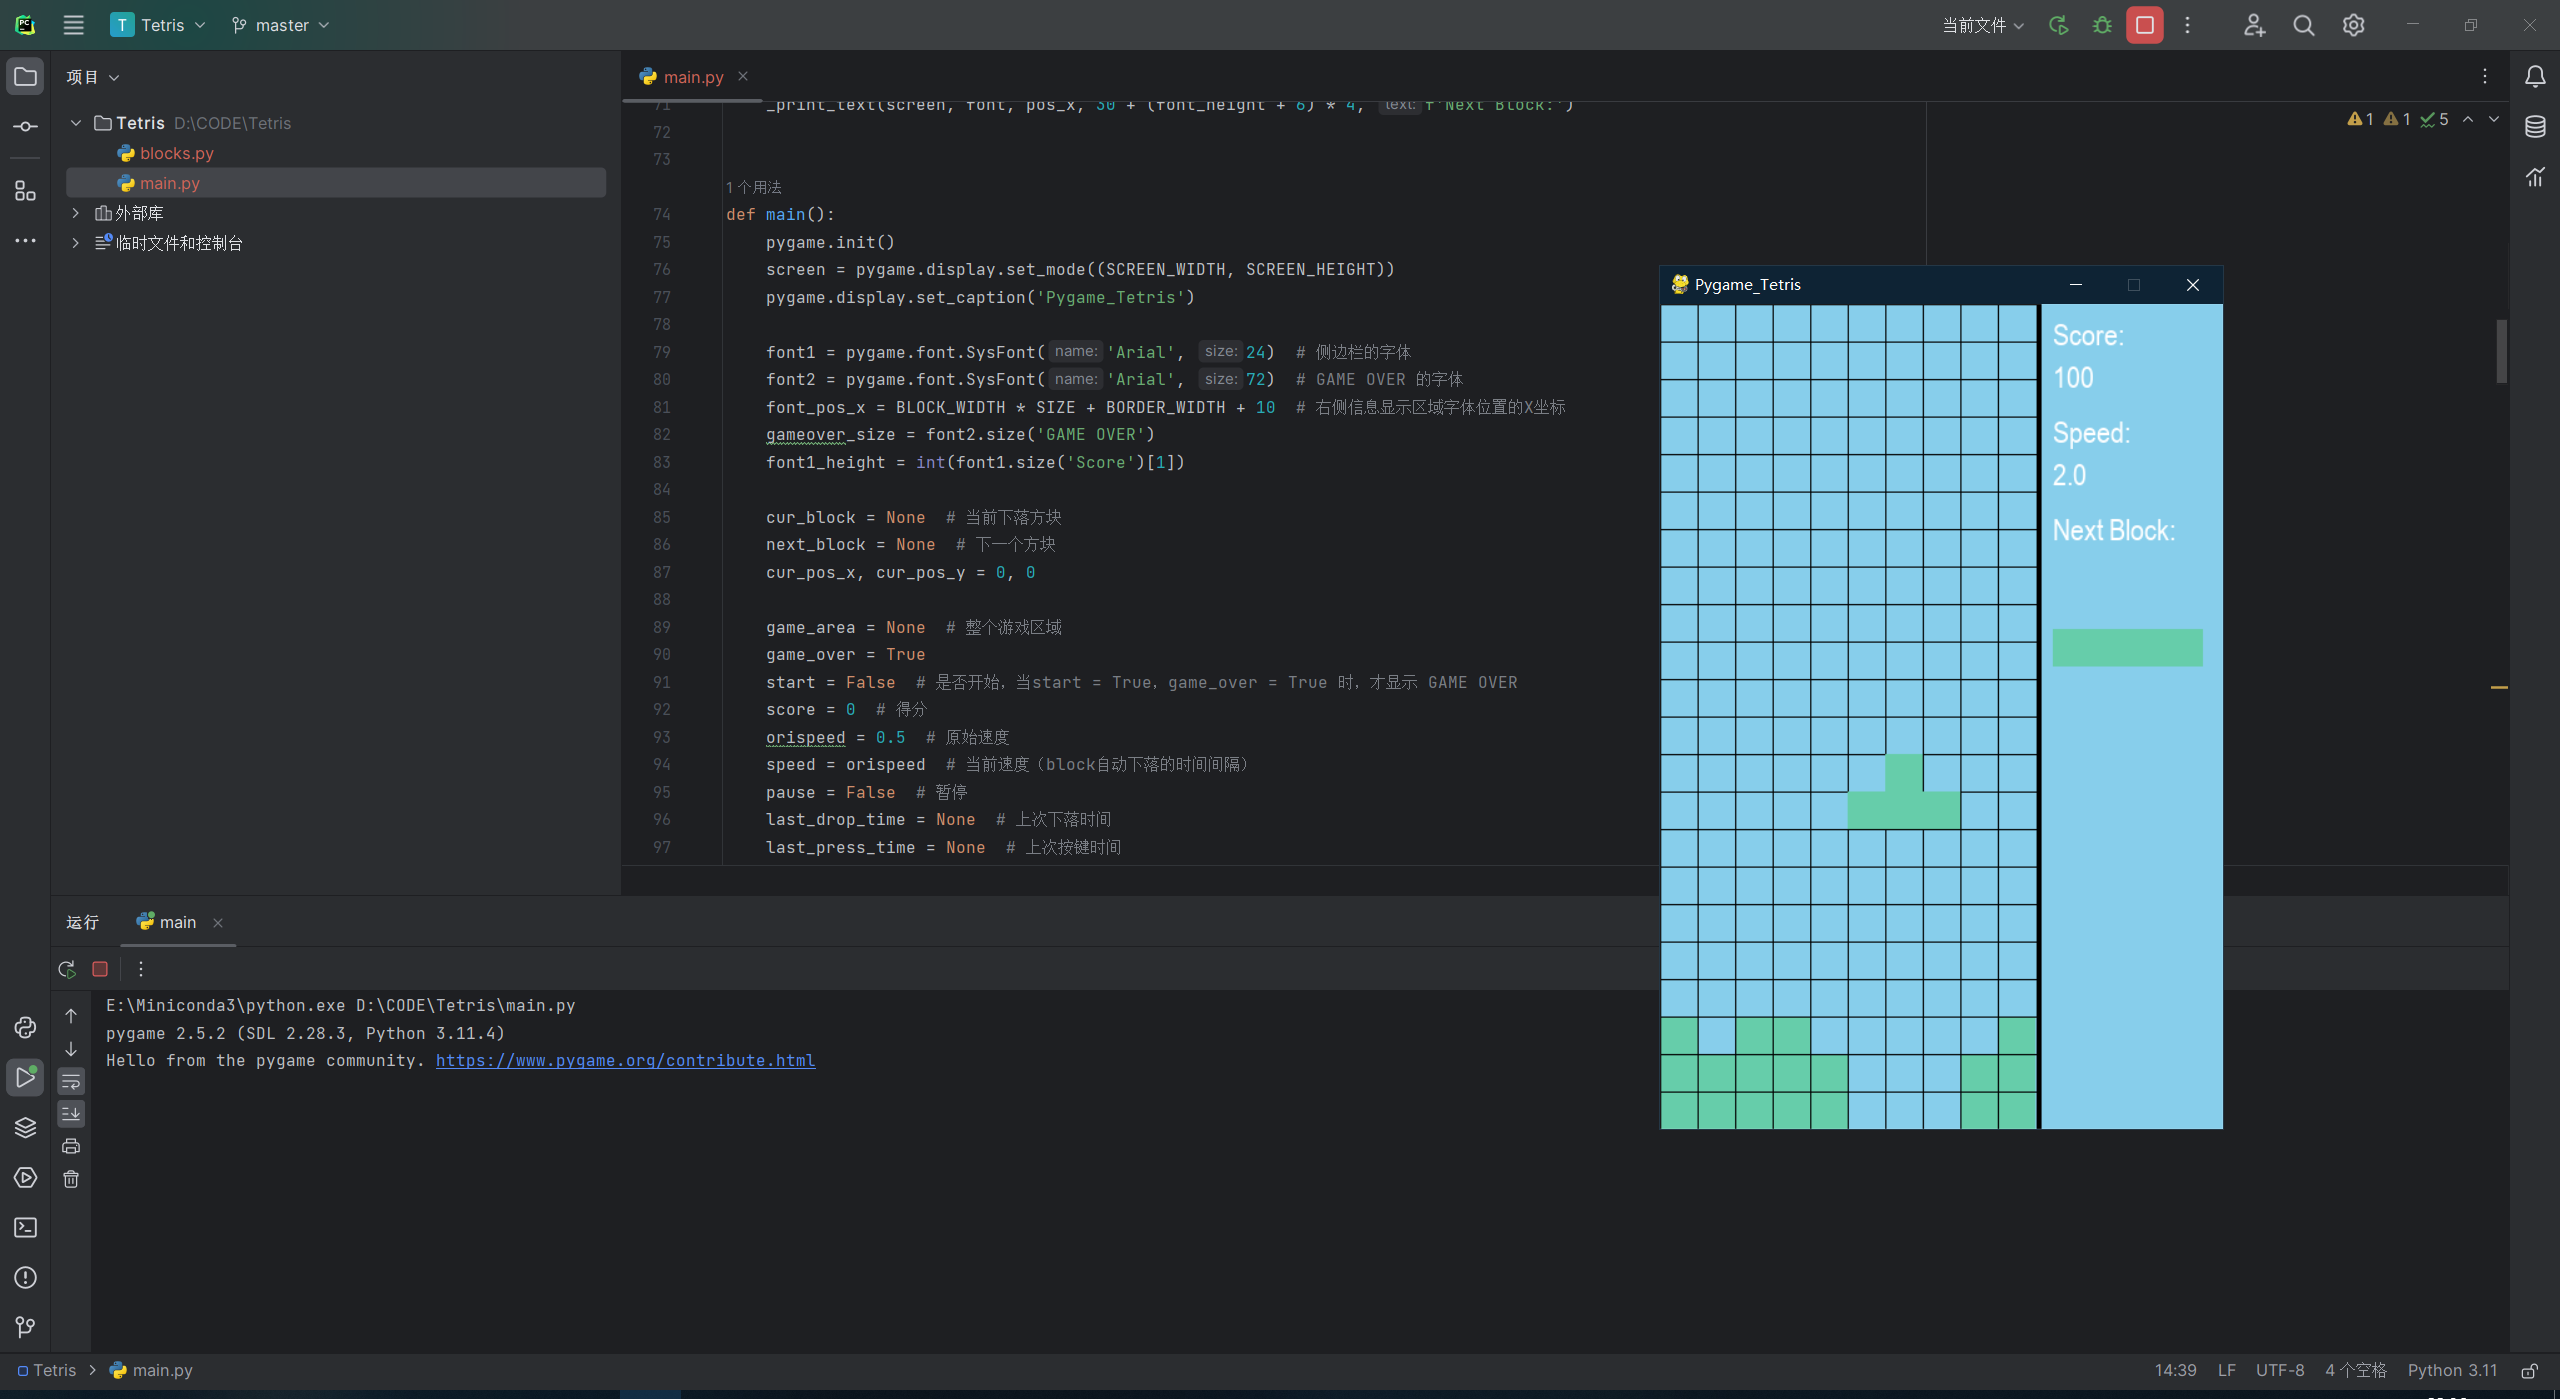 T Tetris master 当前文件
项目
Tetris D:\CODE\Tetris
blocks.py
main.py
外部库
临时文件和控制台
main.py
1 1 5
71 _print_text(screen, font, pos_x, 30 + (font_height + 6) * 4, text: f'Next Block:')
72
73
1 个用法
74 def main():
75 pygame.init()
76 screen = pygame.display.set_mode((SCREEN_WIDTH, SCREEN_HEIGHT))
77 pygame.display.set_caption('Pygame_Tetris')
78
79 font1 = pygame.font.SysFont( name: 'Arial', size: 24) # 侧边栏的字体
80 font2 = pygame.font.SysFont( name: 'Arial', size: 72) # GAME OVER 的字体
81 font_pos_x = BLOCK_WIDTH * SIZE + BORDER_WIDTH + 10 # 右侧信息显示区域字体位置的X坐标
82 gameover_size = font2.size('GAME OVER')
83 font1_height = int(font1.size('Score')[1])
84
85 cur_block = None # 当前下落方块
86 next_block = None # 下一个方块
87 cur_pos_x, cur_pos_y = 0, 0
88
89 game_area = None # 整个游戏区域
90 game_over = True
91 start = False # 是否开始，当start = True，game_over = True 时，才显示 GAME OVER
92 score = 0 # 得分
93 orispeed = 0.5 # 原始速度
94 speed = orispeed # 当前速度（block自动下落的时间间隔）
95 pause = False # 暂停
96 last_drop_time = None # 上次下落时间
97 last_press_time = None # 上次按键时间
Pygame_Tetris
Score:
100
Speed:
2.0
Next Block:
运行 main
E:\Miniconda3\python.exe D:\CODE\Tetris\main.py
pygame 2.5.2 (SDL 2.28.3, Python 3.11.4)
Hello from the pygame community. https://www.pygame.org/contribute.html
Tetris main.py 14:39 LF UTF-8 4 个空格 Python 3.11